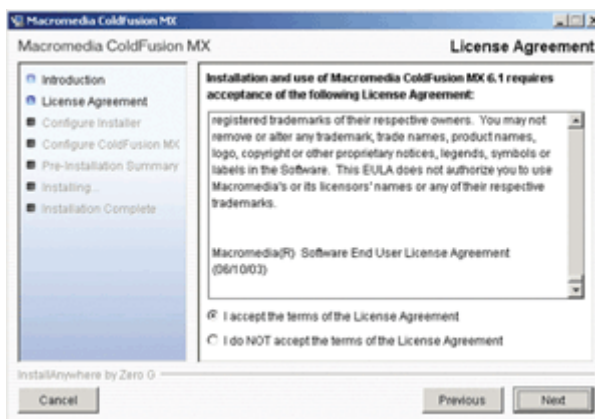 Macromedia ColdFusion MX
Macromedia ColdFusion MX
License Agreement
Introduction
License Agreement
Configure Installer
Configure ColdFusion MX
Pre-Installation Summary
Installing...
Installation Complete
Installation and use of Macromedia ColdFusion MX 6.1 requires
acceptance of the following License Agreement:
registered trademarks of their respective owners. You may not
remove or alter any trademark, trade names, product names,
logo, copyright or other proprietary notices, legends, symbols or
labels in the Software. This EULA does not authorize you to use
Macromedia's or its licensors' names or any of their respective
trademarks.
Macromedia(R) Software End User License Agreement
(06/10/03)
I accept the terms of the License Agreement
I do NOT accept the terms of the License Agreement
InstallAnywhere by Zero G
Cancel
Previous
Next